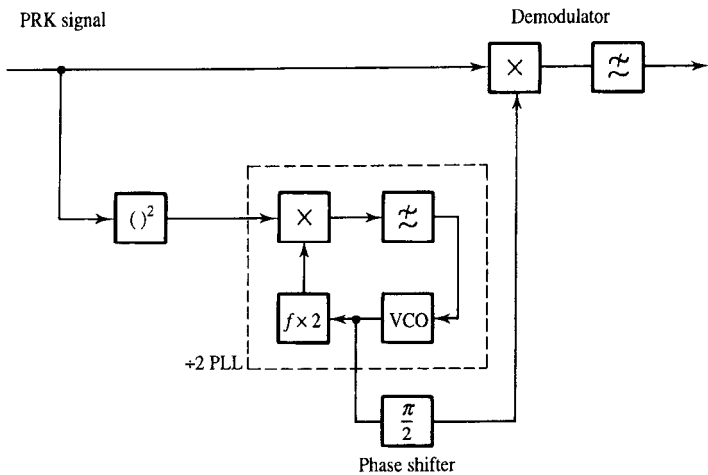 PRK signal
Demodulator
×
( )²
×
f × 2
VCO
÷2 PLL
π/2
Phase shifter